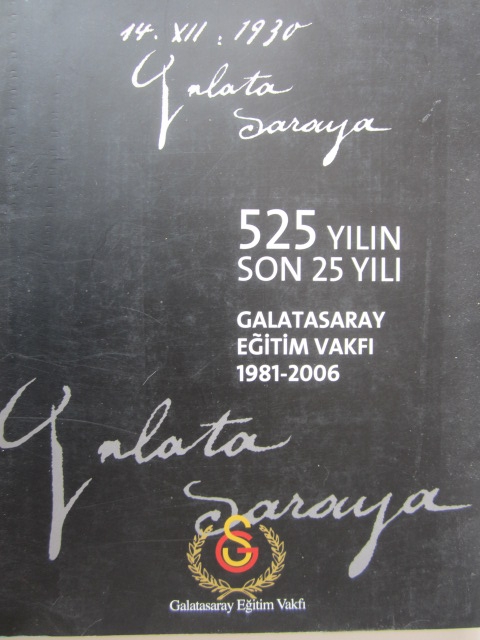 14. XII. 1930
Galata
Saraya
525 YILIN
SON 25 YILI
GALATASARAY
EĞİTİM VAKFI
1981-2006
Galata
Saraya
GS
Galatasaray Eğitim Vakfı